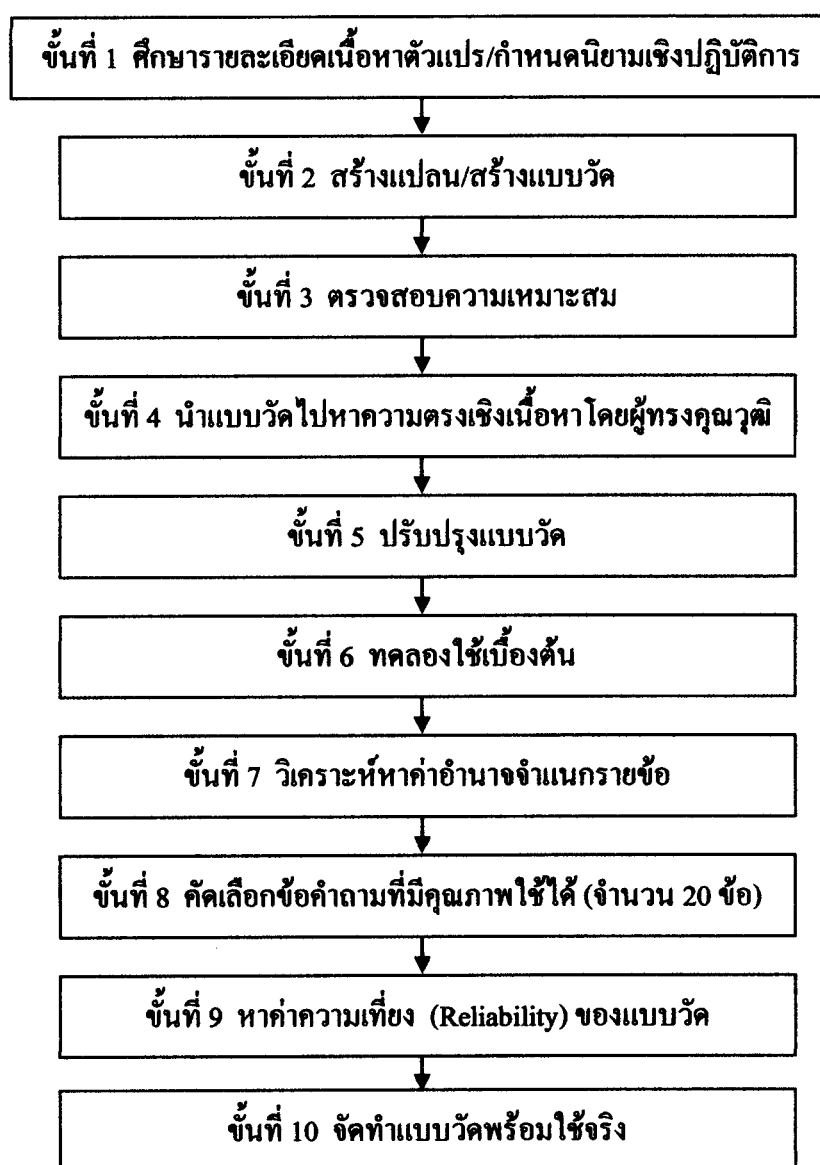 ขั้นที่ 1 ศึกษารายละเอียดเนื้อหาตัวแปร/กำหนดนิยามเชิงปฏิบัติการ
ขั้นที่ 2 สร้างแปลน/สร้างแบบวัด
ขั้นที่ 3 ตรวจสอบความเหมาะสม
ขั้นที่ 4 นำแบบวัดไปหาความตรงเชิงเนื้อหาโดยผู้ทรงคุณวุฒิ
ขั้นที่ 5 ปรับปรุงแบบวัด
ขั้นที่ 6 ทดลองใช้เบื้องต้น
ขั้นที่ 7 วิเคราะห์หาค่าอำนาจจำแนกรายข้อ
ขั้นที่ 8 คัดเลือกข้อคำถามที่มีคุณภาพใช้ได้ (จำนวน 20 ข้อ)
ขั้นที่ 9 หาค่าความเที่ยง (Reliability) ของแบบวัด
ขั้นที่ 10 จัดทำแบบวัดพร้อมใช้จริง